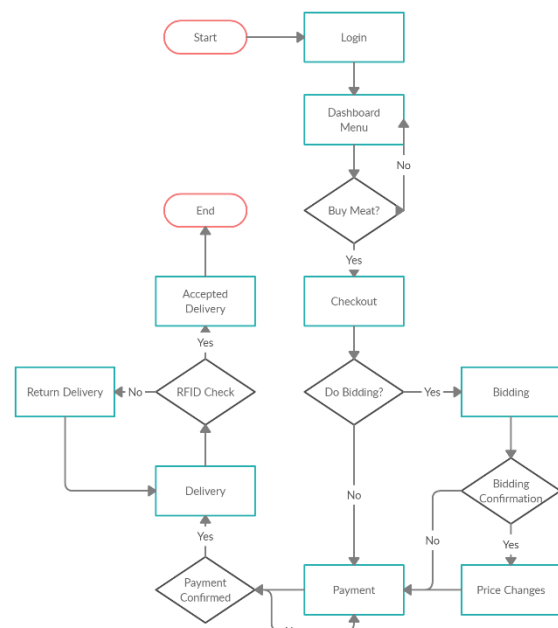 Start
Login
Dashboard
Menu
No
Buy Meat?
End
Yes
Accepted
Delivery
Checkout
Yes
Return Delivery
No
RFID Check
Do Bidding?
Yes
Bidding
Delivery
Bidding
Confirmation
No
Yes
No
Yes
Payment
Confirmed
Payment
Price Changes